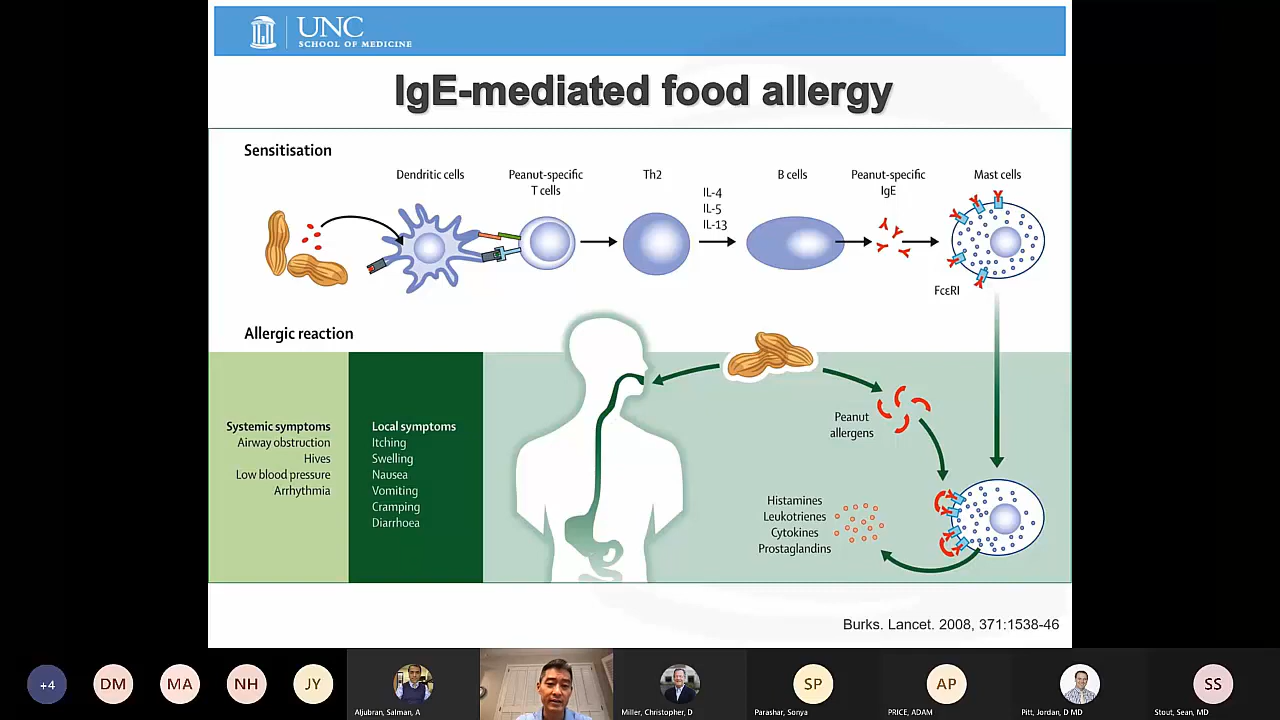 UNC
SCHOOL OF MEDICINE
IgE-mediated food allergy
Sensitisation
Dendritic cells
Peanut-specific
T cells
Th2
IL-4
IL-5
IL-13
B cells
Peanut-specific
IgE
Mast cells
FcεRI
Allergic reaction
Systemic symptoms
Airway obstruction
Hives
Low blood pressure
Arrhythmia
Local symptoms
Itching
Swelling
Nausea
Vomiting
Cramping
Diarrhoea
Peanut
allergens
Histamines
Leukotrienes
Cytokines
Prostaglandins
Burks. Lancet. 2008, 371:1538-46
+4
DM
MA
NH
JY
Aljubran, Salman, A
Miller, Christopher, D
SP
Parashar, Sonya
AP
PRICE, ADAM
Pitt, Jordan, D MD
SS
Stout, Sean, MD